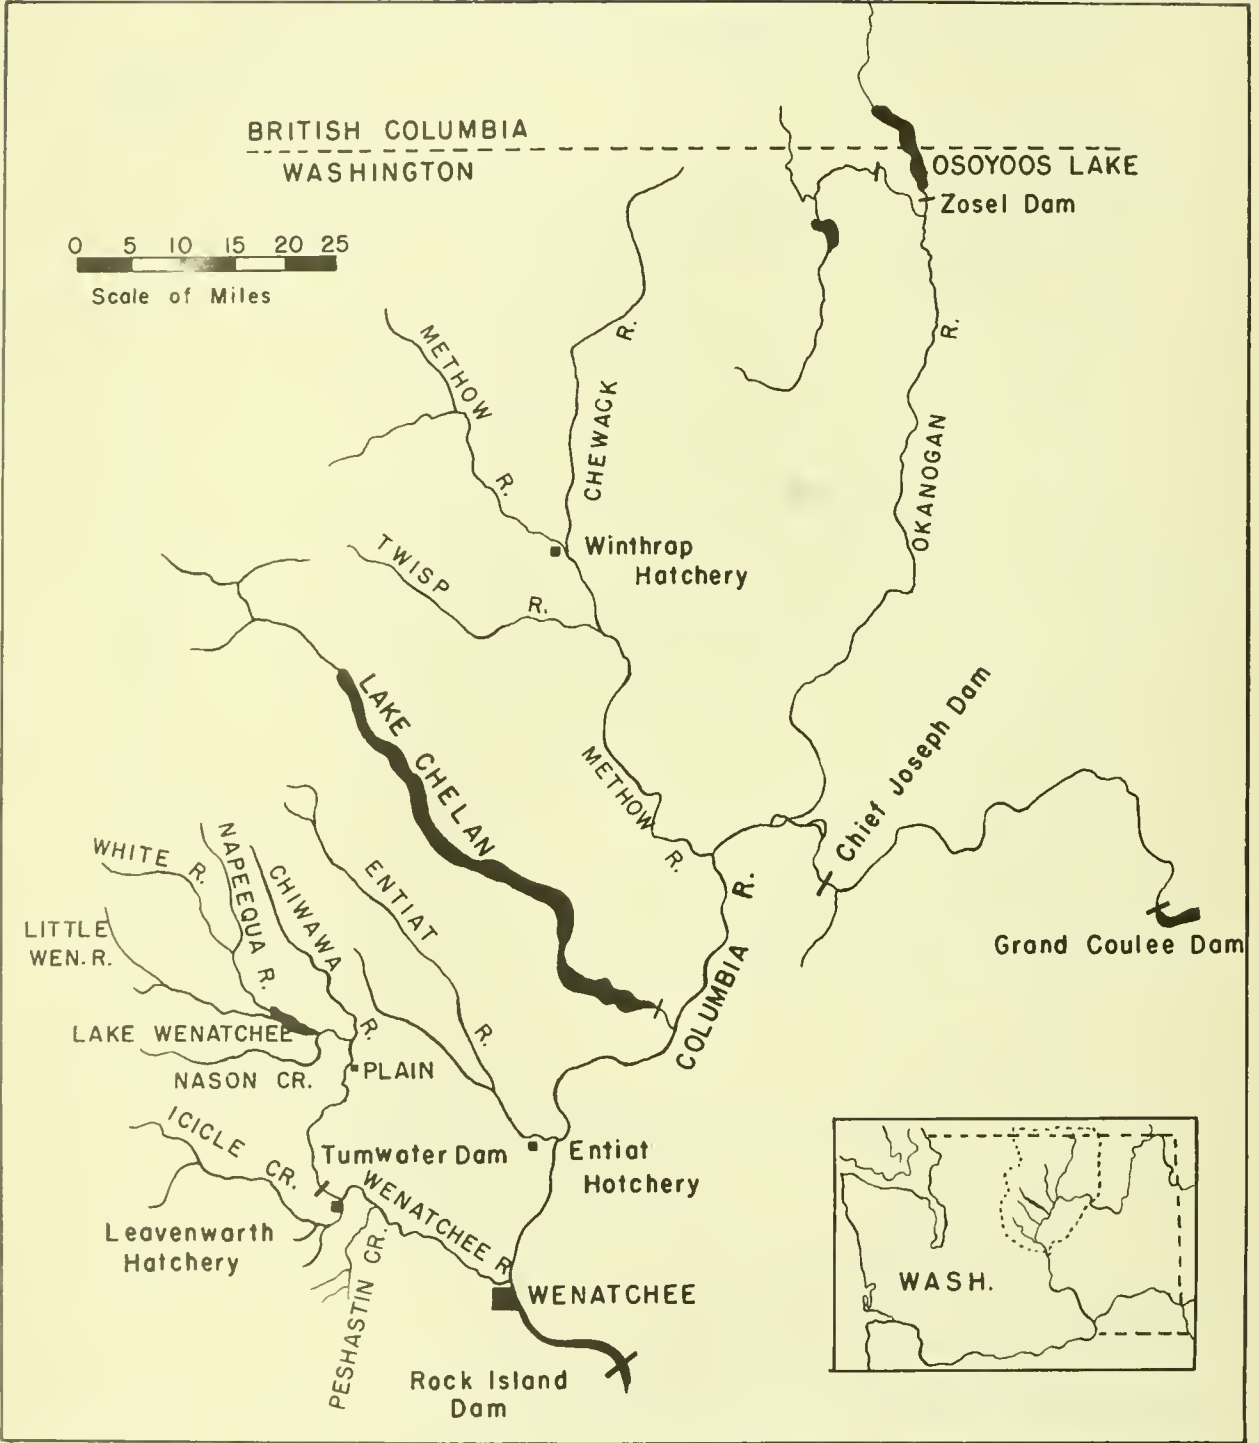 BRITISH COLUMBIA
WASHINGTON
OSOYOOS LAKE
Zosel Dam
0 5 10 15 20 25
Scale of Miles
METHOW R.
CHEWACK R.
OKANOGAN R.
Winthrap
Hatchery
TWISP R.
LAKE CHELAN
METHOW R.
Chief Joseph Dam
Grand Coulee Dam
COLUMBIA R.
WHITE R.
NAPEEQUA R.
CHIWAWA R.
ENTIAT R.
LITTLE
WEN. R.
LAKE WENATCHEE
NASON CR.
PLAIN
ICICLE CR.
Tumwater Dam
Entiat
Hotchery
WENATCHEE R
Leavenwarth
Hatchery
PESHASTIN CR.
WENATCHEE
Rock Island
Dam
WASH.